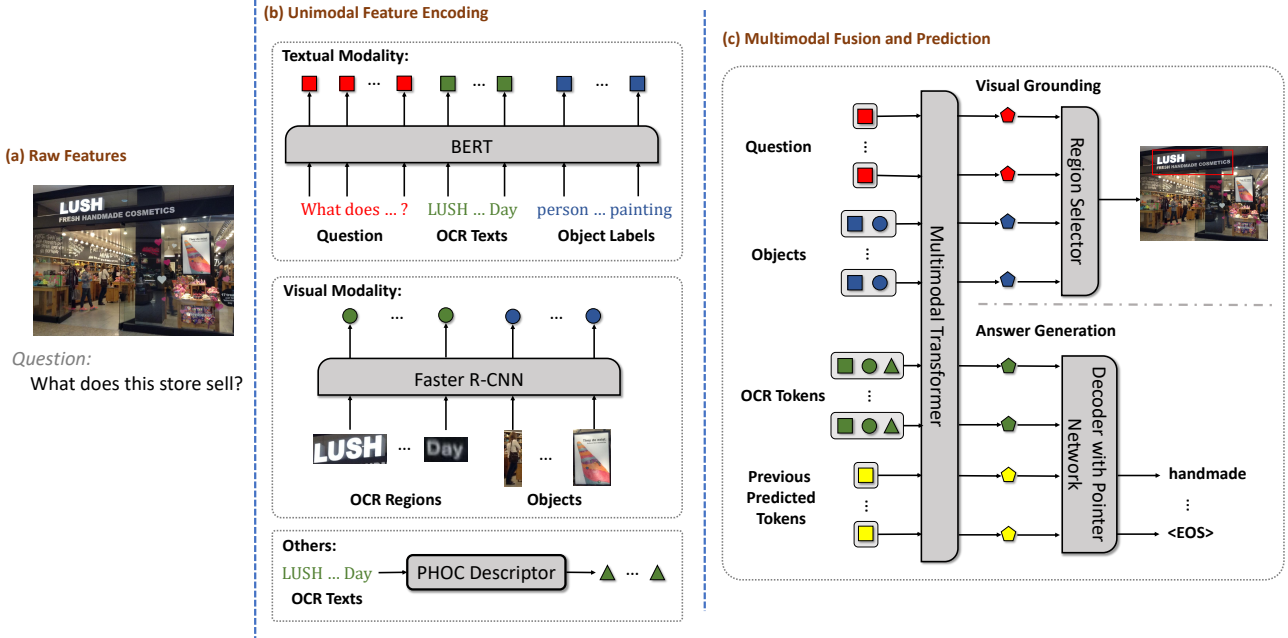 (a) Raw Features
LUSH
FRESH HANDMADE COSMETICS
Question:
What does this store sell?
(b) Unimodal Feature Encoding
Textual Modality:
... ... ...
BERT
What does ... ? LUSH ... Day person ... painting
Question OCR Texts Object Labels
Visual Modality:
... ...
Faster R-CNN
LUSH ... Day ...
OCR Regions Objects
Others:
LUSH ... Day PHOC Descriptor ...
OCR Texts
(c) Multimodal Fusion and Prediction
Question
Objects
OCR Tokens
Previous
Predicted
Tokens
Multimodal Transformer
Visual Grounding
Region Selector
LUSH
FRESH HANDMADE COSMETICS
Answer Generation
Decoder with Pointer
Network
handmade
...
<EOS>